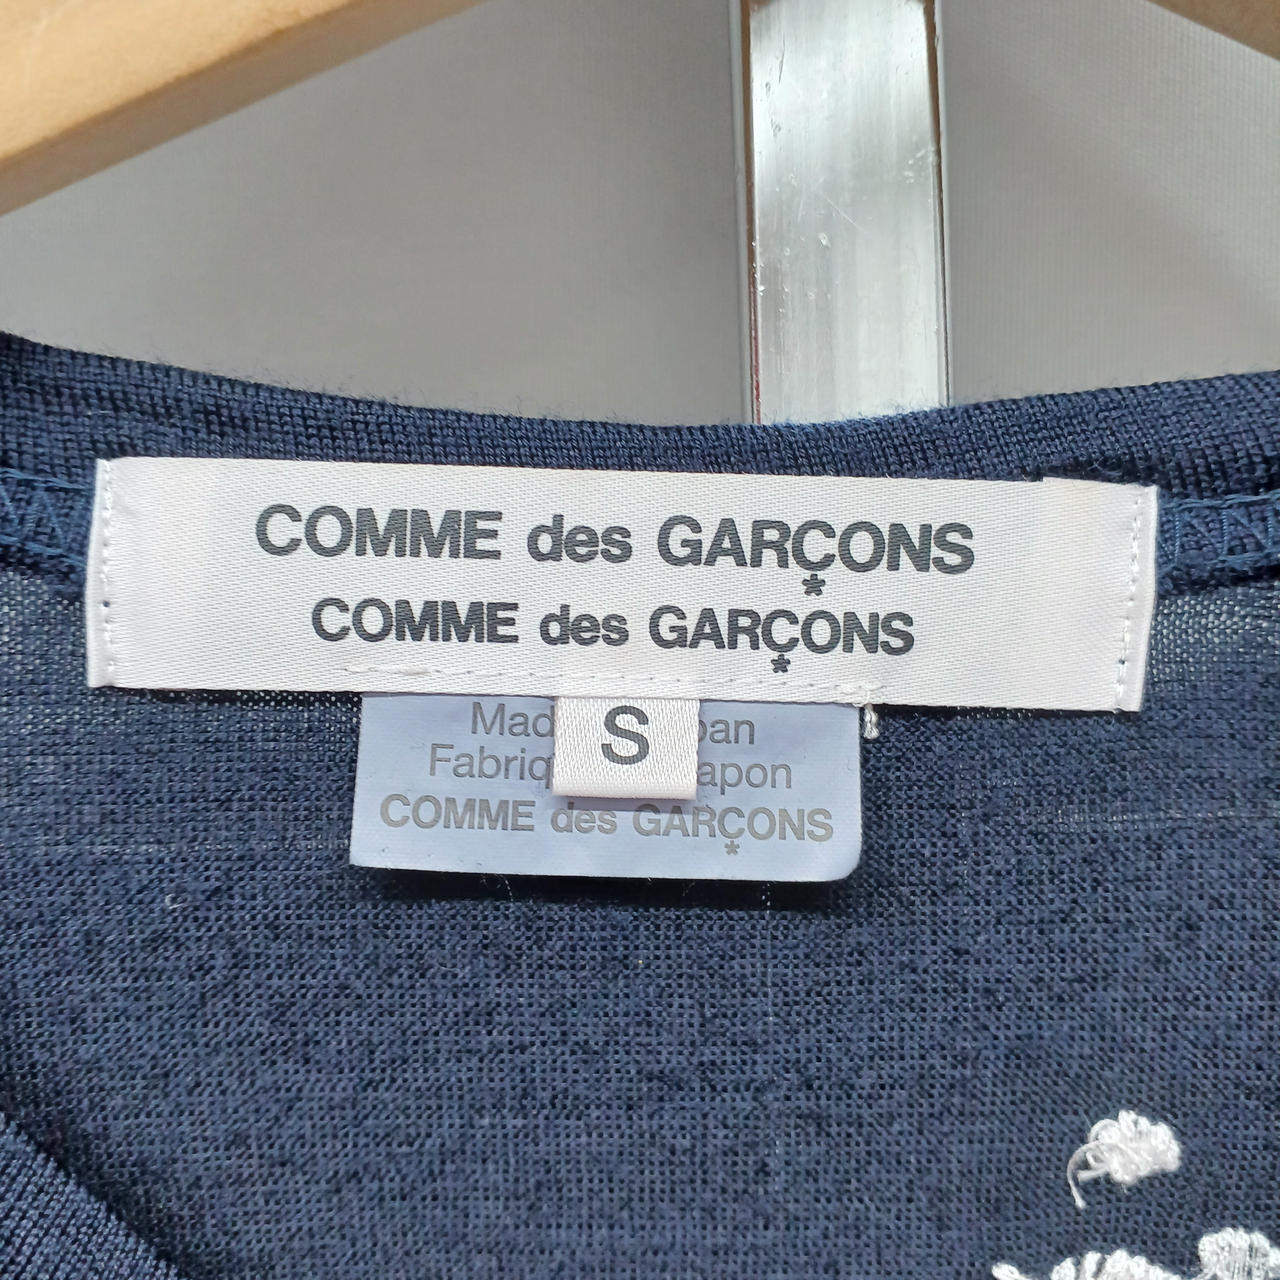 COMME des GARÇONS
COMME des GARÇONS
S
Mad pan
Fabriq apon
COMME des GARÇONS